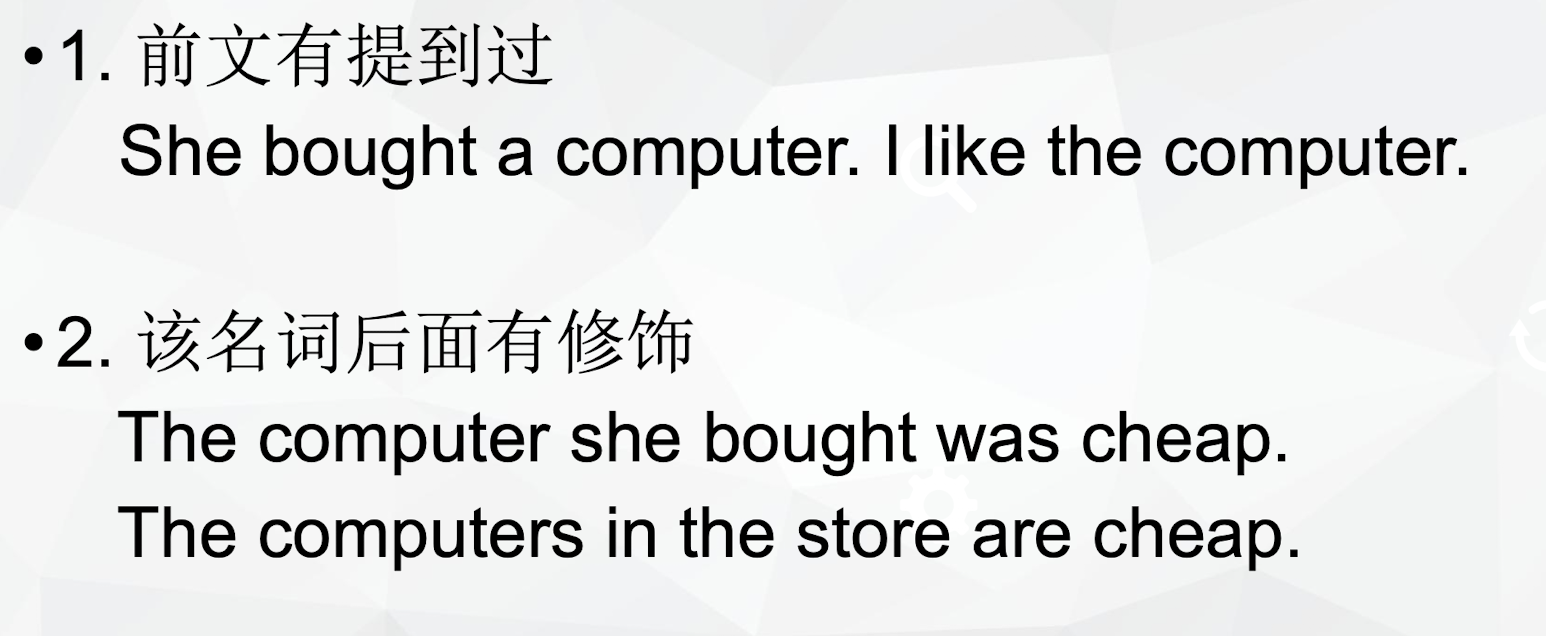 •1. 前文有提到过
She bought a computer. I like the computer.
•2. 该名词后面有修饰
The computer she bought was cheap.
The computers in the store are cheap.